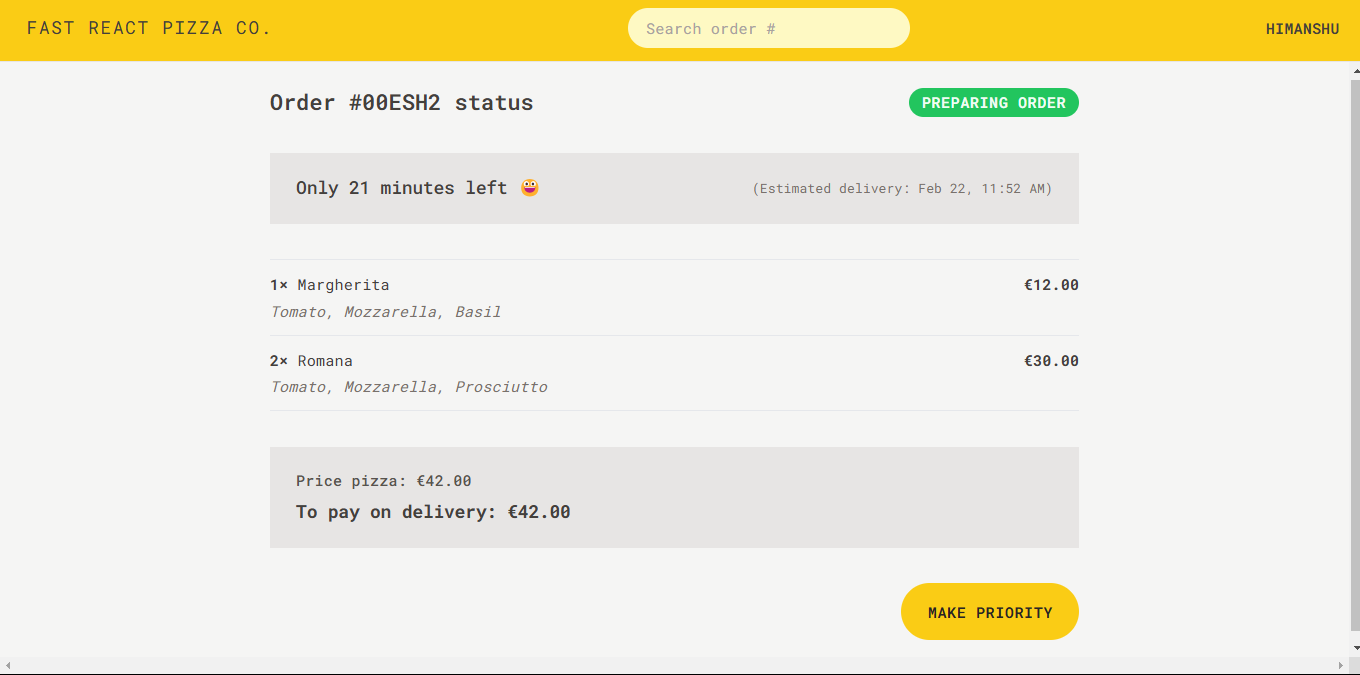 FAST REACT PIZZA CO.
Search order #
HIMANSHU
Order #00ESH2 status
PREPARING ORDER
Only 21 minutes left 😀
(Estimated delivery: Feb 22, 11:52 AM)
1× Margherita
€12.00
Tomato, Mozzarella, Basil
2× Romana
€30.00
Tomato, Mozzarella, Prosciutto
Price pizza: €42.00
To pay on delivery: €42.00
MAKE PRIORITY